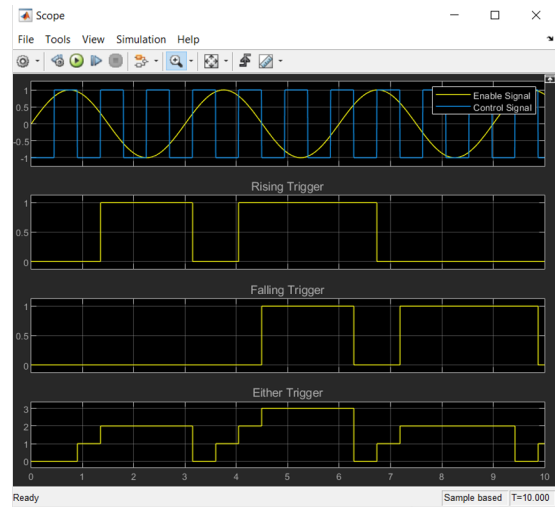 Scope
File Tools View Simulation Help
Enable Signal
Control Signal
1
0.5
0
-0.5
-1
Rising Trigger
1
0.5
0
Falling Trigger
1
0.5
0
Either Trigger
3
2
1
0
0 1 2 3 4 5 6 7 8 9 10
Ready Sample based T=10.000